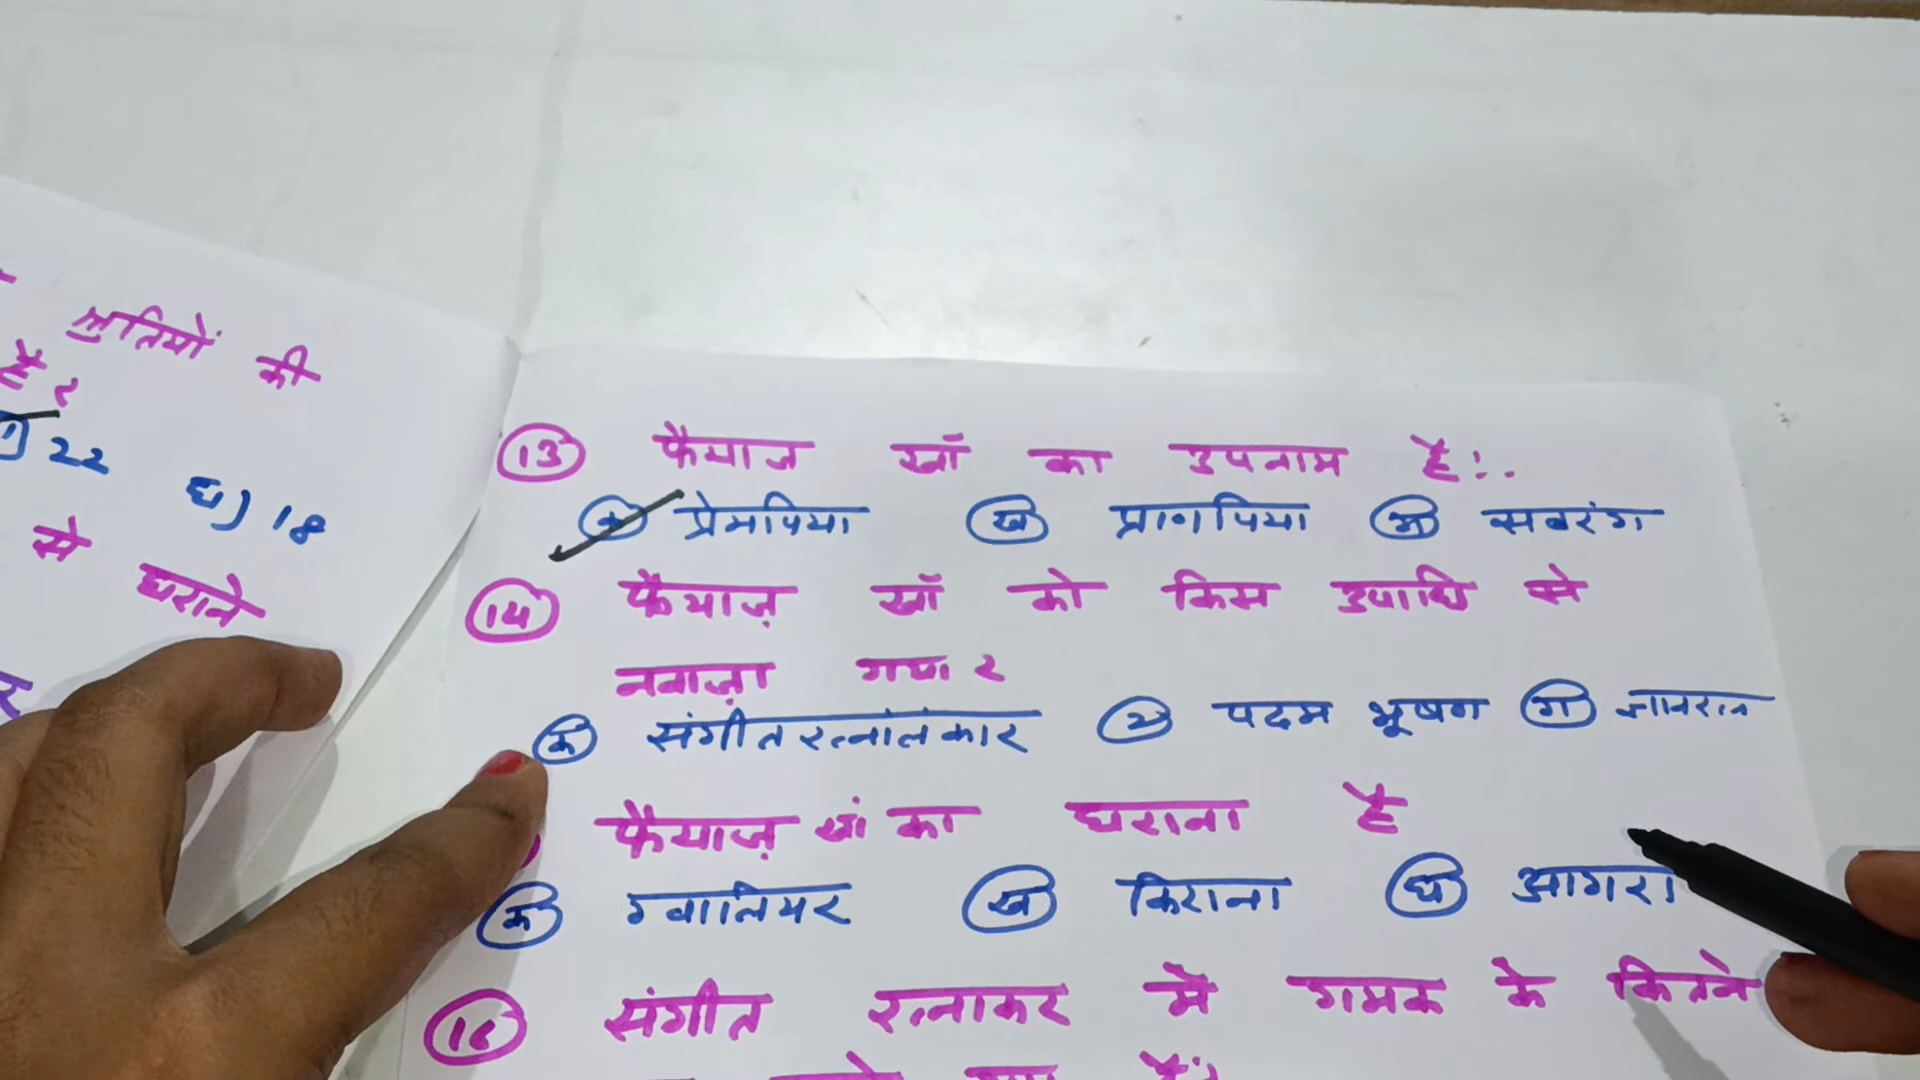 श्रुतियों की
है ?
22 घ) 18
से घराने
13 फैयाज खाँ का उपनाम है:.
क प्रेमपिया ख प्राणपिया ग सबरंग
14 फैयाज़ खाँ को किस उपाधि से
नवाज़ा गया ?
क संगीतरत्नालंकार ख पदम भूषण ग
फैयाज़ खां का घराना है
क ग्वालियर ख किराना घ आगरा
16 संगीत रत्नाकर में गमक के कितने